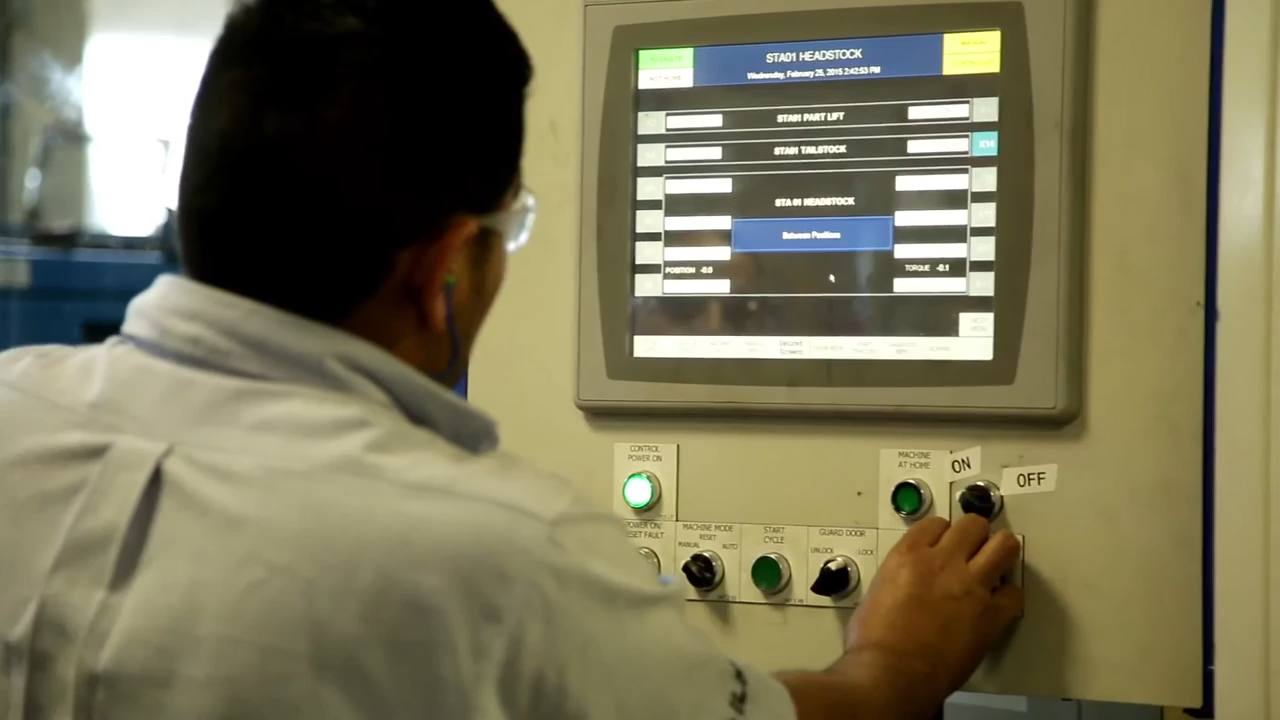 STA01 HEADSTOCK
Wednesday, February 25, 2015 2:42:53 PM
STA01 PART LIFT
STA01 TAILSTOCK
STA 01 HEADSTOCK
Between Positions
POSITION -0.0
TORQUE -0.1
CONTROL
POWER ON
MACHINE
AT HOME
ON
OFF
POWER ON/
RESET FAULT
MACHINE MODE
RESET
MANUAL
AUTO
START
CYCLE
GUARD DOOR
UNLOCK
LOCK